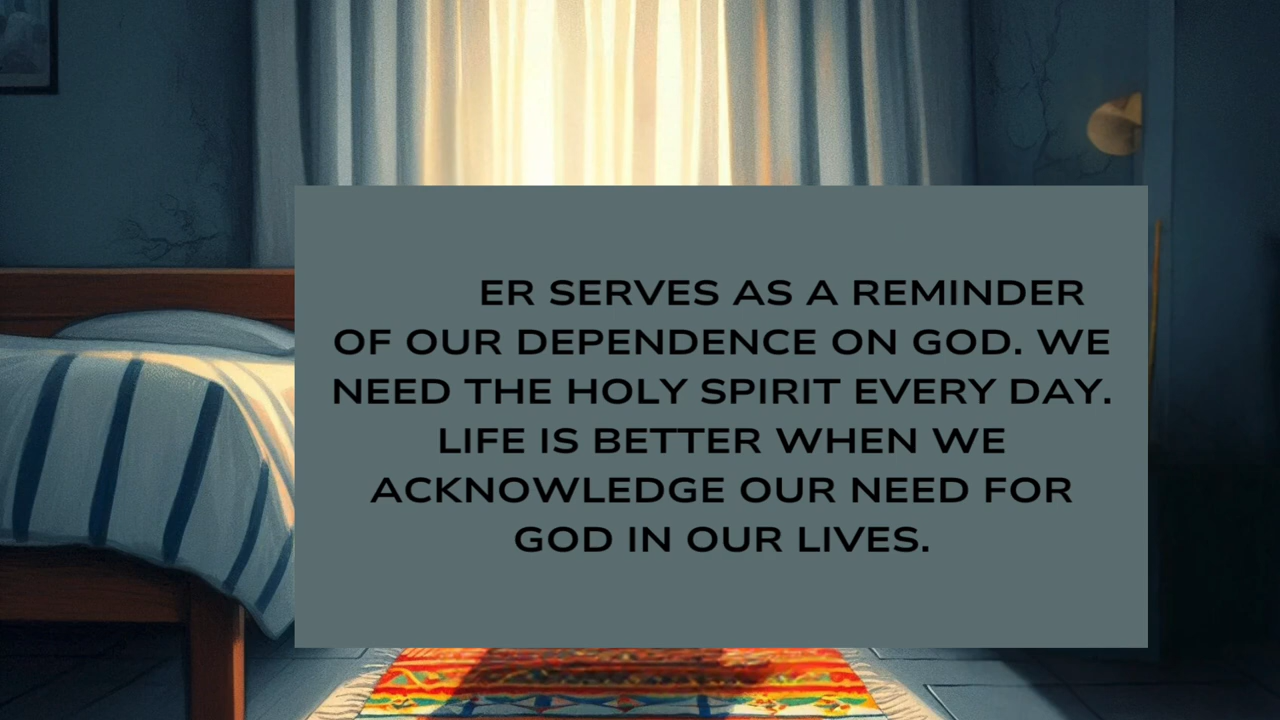 ER SERVES AS A REMINDER
OF OUR DEPENDENCE ON GOD. WE
NEED THE HOLY SPIRIT EVERY DAY.
LIFE IS BETTER WHEN WE
ACKNOWLEDGE OUR NEED FOR
GOD IN OUR LIVES.